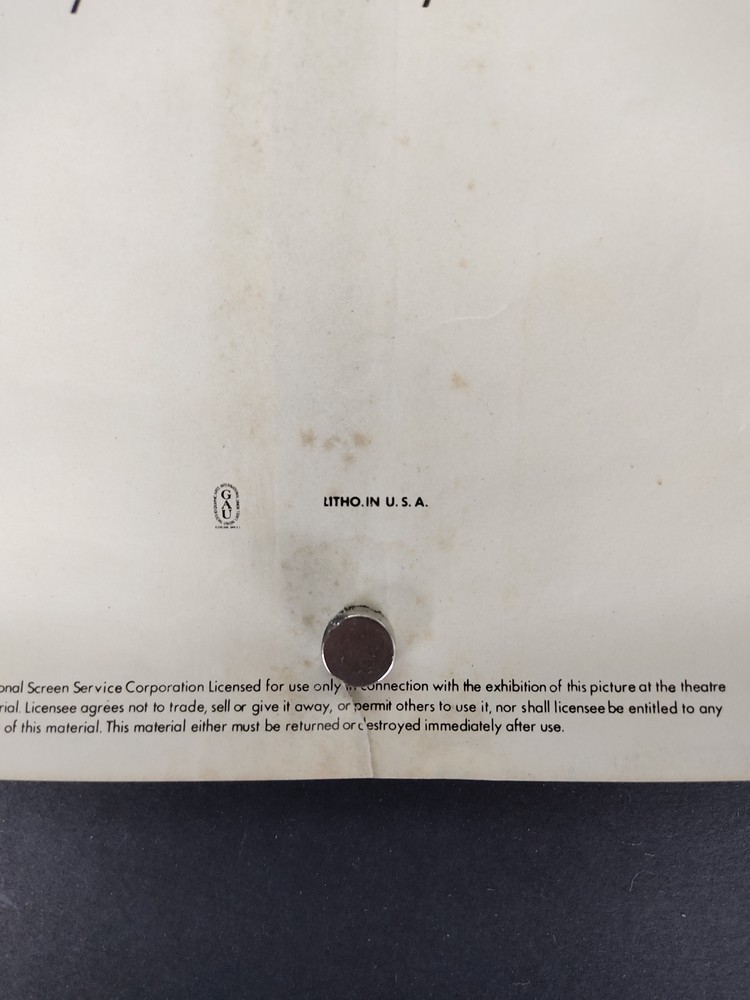 GAU
LITHO. IN U. S. A.
onal Screen Service Corporation Licensed for use only in connection with the exhibition of this picture at the theatre
rial. Licensee agrees not to trade, sell or give it away, or permit others to use it, nor shall licensee be entitled to any
of this material. This material either must be returned or destroyed immediately after use.